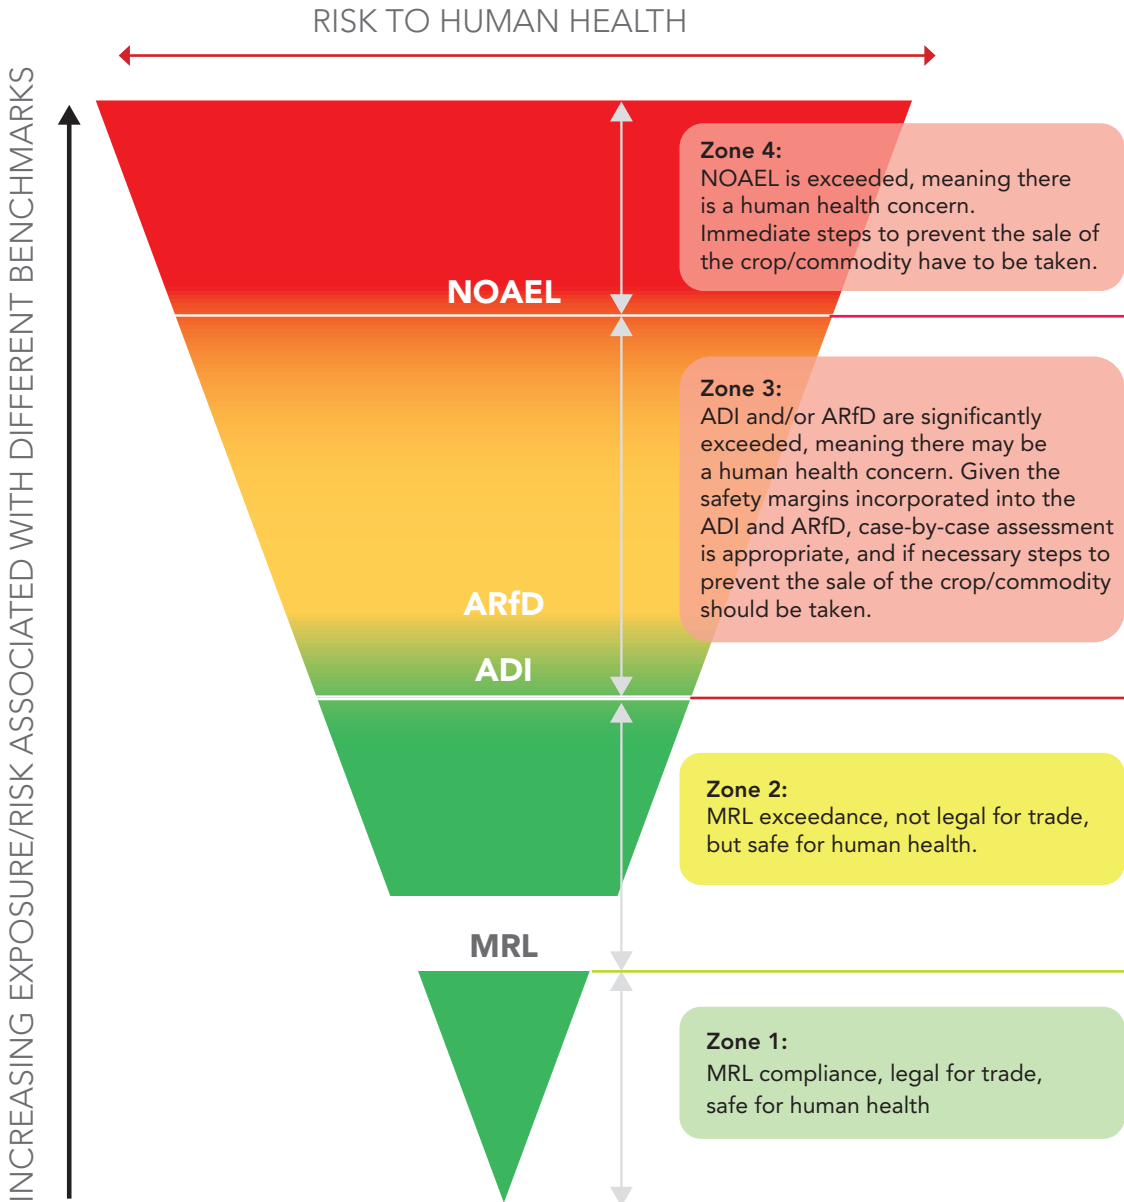 RISK TO HUMAN HEALTH
INCREASING EXPOSURE/RISK ASSOCIATED WITH DIFFERENT BENCHMARKS
Zone 4:
NOAEL is exceeded, meaning there
is a human health concern.
Immediate steps to prevent the sale of
the crop/commodity have to be taken.
NOAEL
Zone 3:
ADI and/or ARfD are significantly
exceeded, meaning there may be
a human health concern. Given the
safety margins incorporated into the
ADI and ARfD, case-by-case assessment
is appropriate, and if necessary steps to
prevent the sale of the crop/commodity
should be taken.
ARfD
ADI
Zone 2:
MRL exceedance, not legal for trade,
but safe for human health.
MRL
Zone 1:
MRL compliance, legal for trade,
safe for human health